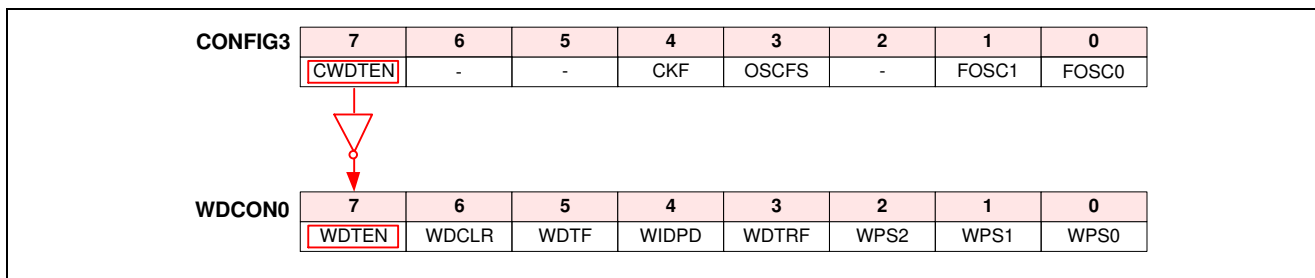 CONFIG3 7 6 5 4 3 2 1 0
CWDTEN - - CKF OSCFS - FOSC1 FOSC0
WDCON0 7 6 5 4 3 2 1 0
WDTEN WDCLR WDTF WIDPD WDTRF WPS2 WPS1 WPS0